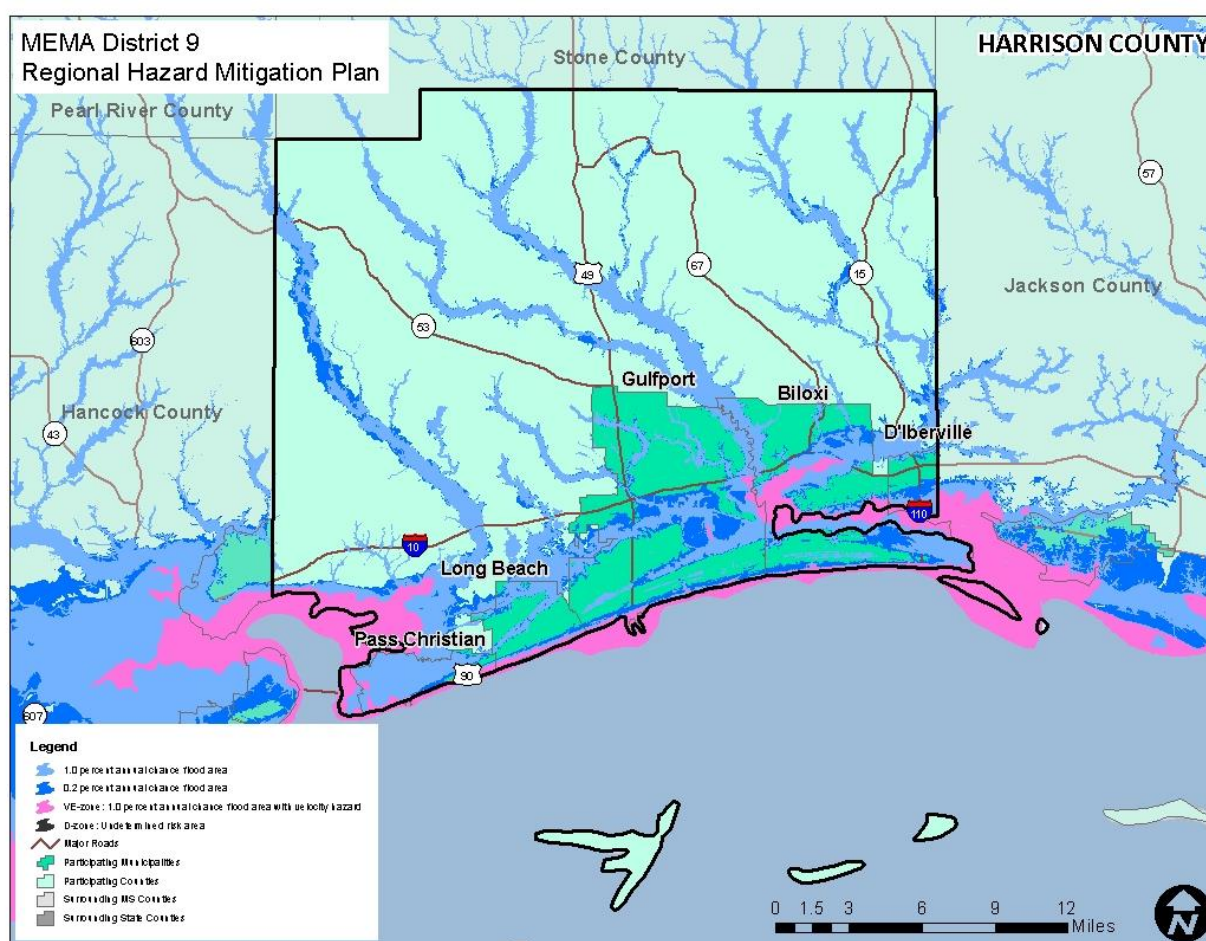 MEMA District 9
Regional Hazard Mitigation Plan
HARRISON COUNTY
Stone County
Pearl River County
57
49
67
15
Jackson County
53
603
Hancock County
43
Gulfport
Biloxi
D'Iberville
110
10
Long Beach
Pass Christian
90
607
Legend
1.0 percent annual chance flood area
0.2 percent annual chance flood area
VE-zone: 1.0 percent annual chance flood area with velocity hazard
D-zone: Undetermined risk area
Major Roads
Participating Municipalities
Participating Counties
Surrounding MS Counties
Surrounding State Counties
0 1.5 3 6 9 12
Miles
N